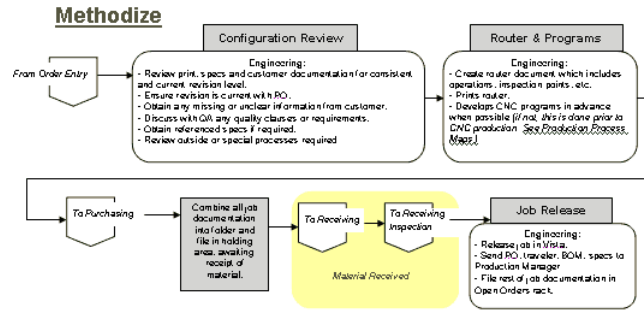 Methodize
Configuration Review
Router & Programs
From Order Entry
Engineering:
- Review print, specs and customer documentation for consistent
and current revision level.
- Ensure revision is current with PO.
- Obtain any missing or unclear information from customer.
- Discuss with QA any quality clauses or requirements.
- Obtain referenced specs if required.
- Review outside or special processes required
Engineering:
- Create router document which includes
operations, inspection points, etc.
- Prints router.
- Develops CNC programs in advance
when possible (if not, this is done prior to
CNC production. See Production Process
Maps.)
To Purchasing
Combine all job
documentation
into folder and
file in holding
area, awaiting
receipt of
material.
To Receiving
To Receiving
Inspection
Material Received
Job Release
Engineering:
- Release job in Vista.
- Send PO, traveler, BOM, specs to
Production Manager
- File rest of job documentation in
Open Orders rack.